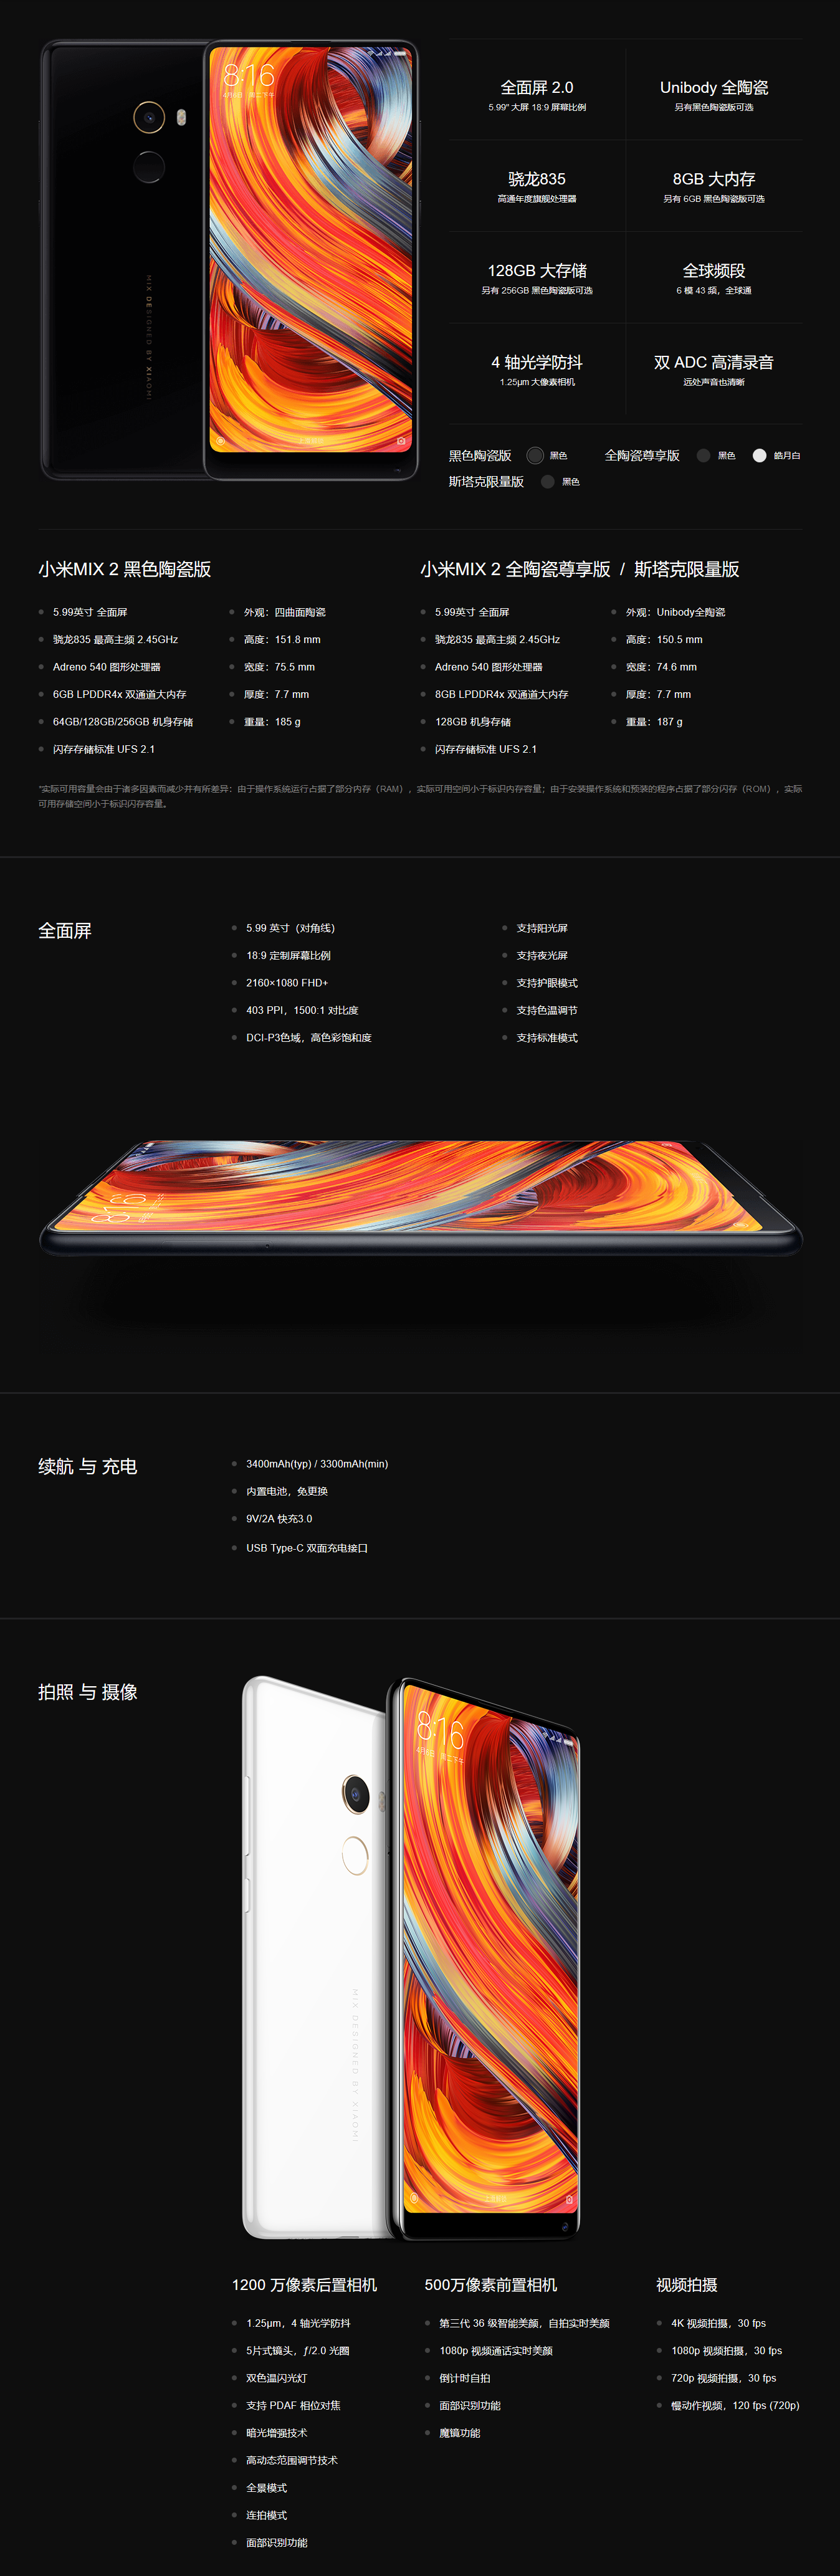 8:16
MIX DESIGNED BY XIAOMI
全面屏 2.0
5.99" 大屏 18:9 屏幕比例
Unibody 全陶瓷
另有黑色陶瓷版可选
骁龙835
高通年度旗舰处理器
8GB 大内存
另有 6GB 黑色陶瓷版可选
128GB 大存储
另有 256GB 黑色陶瓷版可选
全球频段
6 模 43 频，全球通
4 轴光学防抖
1.25μm 大像素相机
双 ADC 高清录音
远处声音也清晰
黑色陶瓷版 黑色 全陶瓷尊享版 黑色 皓月白
斯塔克限量版 黑色
小米MIX 2 黑色陶瓷版
5.99英寸 全面屏
骁龙835 最高主频 2.45GHz
Adreno 540 图形处理器
6GB LPDDR4x 双通道大内存
64GB/128GB/256GB 机身存储
闪存存储标准 UFS 2.1
外观：四曲面陶瓷
高度：151.8 mm
宽度：75.5 mm
厚度：7.7 mm
重量：185 g
小米MIX 2 全陶瓷尊享版 / 斯塔克限量版
5.99英寸 全面屏
骁龙835 最高主频 2.45GHz
Adreno 540 图形处理器
8GB LPDDR4x 双通道大内存
128GB 机身存储
闪存存储标准 UFS 2.1
外观：Unibody全陶瓷
高度：150.5 mm
宽度：74.6 mm
厚度：7.7 mm
重量：187 g
*实际可用容量会由于诸多因素而减少并有所差异：由于操作系统运行占据了部分内存（RAM），实际可用空间小于标识内存容量；由于安装操作系统和预装的程序占据了部分闪存（ROM），实际
可用存储空间小于标识闪存容量。
全面屏
5.99 英寸（对角线）
18:9 定制屏幕比例
2160×1080 FHD+
403 PPI，1500:1 对比度
DCI-P3色域，高色彩饱和度
支持阳光屏
支持夜光屏
支持护眼模式
支持色温调节
支持标准模式
续航 与 充电
3400mAh(typ) / 3300mAh(min)
内置电池，免更换
9V/2A 快充3.0
USB Type-C 双面充电接口
拍照 与 摄像
8:16
MIX DESIGNED BY XIAOMI
1200 万像素后置相机
1.25μm，4 轴光学防抖
5片式镜头，ƒ/2.0 光圈
双色温闪光灯
支持 PDAF 相位对焦
暗光增强技术
高动态范围调节技术
全景模式
连拍模式
面部识别功能
500万像素前置相机
第三代 36 级智能美颜，自拍实时美颜
1080p 视频通话实时美颜
倒计时自拍
面部识别功能
魔镜功能
视频拍摄
4K 视频拍摄，30 fps
1080p 视频拍摄，30 fps
720p 视频拍摄，30 fps
慢动作视频，120 fps (720p)